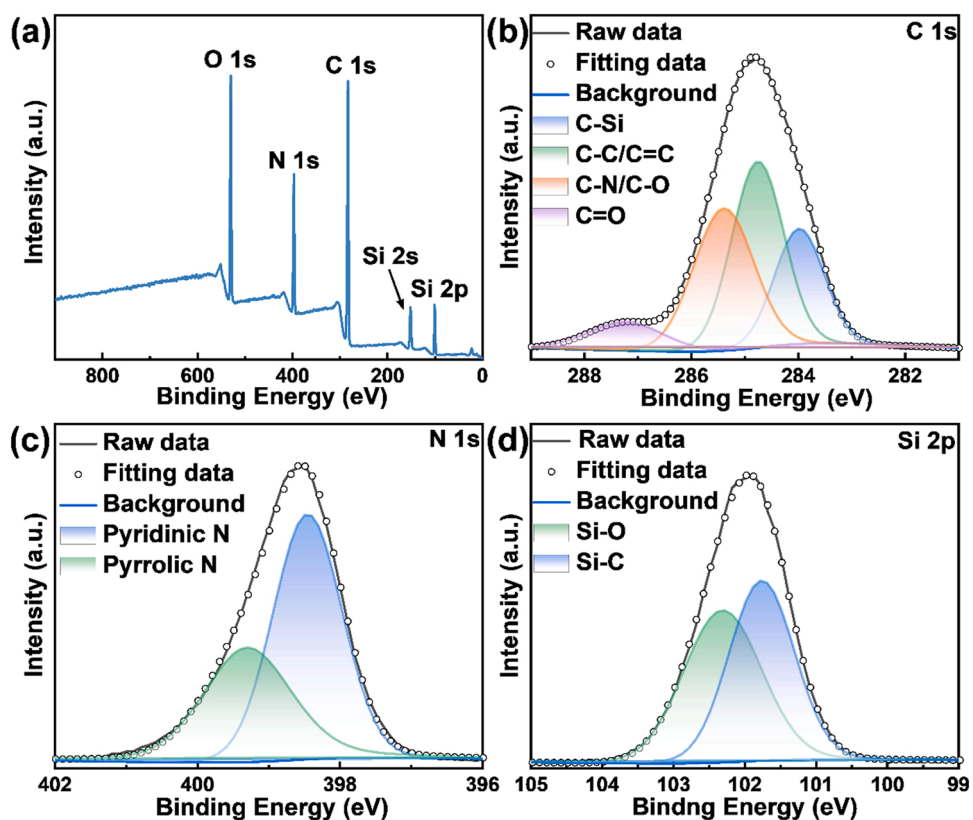 (a)
O 1s
C 1s
N 1s
Si 2s
Si 2p
Intensity (a.u.)
800
600
400
200
0
Binding Energy (eV)
(b)
C 1s
Raw data
Fitting data
Background
C-Si
C-C/C=C
C-N/C-O
C=O
Intensity (a.u.)
288
286
284
282
Binding Energy (eV)
(c)
N 1s
Raw data
Fitting data
Background
Pyridinic N
Pyrrolic N
Intensity (a.u.)
402
400
398
396
Binding Energy (eV)
(d)
Si 2p
Raw data
Fitting data
Background
Si-O
Si-C
Intensity (a.u.)
105
104
103
102
101
100
99
Bindng Energy (eV)